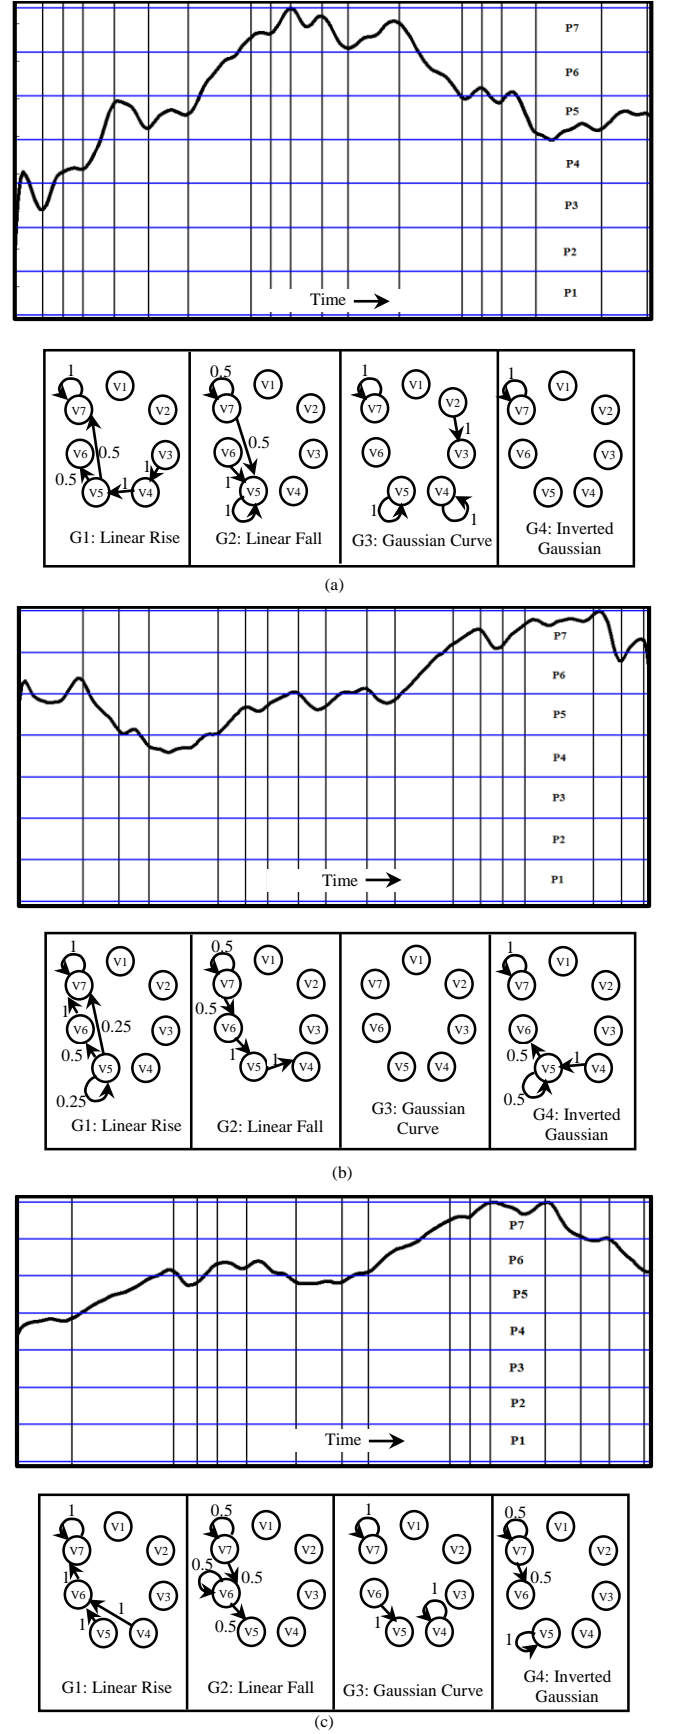 P7
P6
P5
P4
P3
P2
P1
Time
1
V7
V1
V2
V6
0.5
V3
0.5
1
V5
1
V4
G1: Linear Rise
0.5
V7
V1
V2
0.5
V6
V3
1
V5
V4
1
G2: Linear Fall
1
V7
V1
V2
1
V6
V3
V5
V4
1
1
G3: Gaussian Curve
1
V7
V1
V2
V6
V3
V5
V4
G4: Inverted
Gaussian
(a)
P7
P6
P5
P4
P3
P2
P1
Time
1
V7
V1
V2
1
V6
0.25
V3
0.5
V5
V4
0.25
G1: Linear Rise
0.5
V7
V1
V2
0.5
V6
V3
1
V5
1
V4
G2: Linear Fall
V7
V1
V2
V6
V3
V5
V4
G3: Gaussian
Curve
1
V7
V1
V2
V6
V3
0.5
V5
1
V4
0.5
G4: Inverted
Gaussian
(b)
P7
P6
P5
P4
P3
P2
P1
Time
1
V7
V1
V2
1
V6
V3
1
1
V5
V4
G1: Linear Rise
0.5
V7
V1
V2
0.5
0.5
V6
V3
0.5
V5
V4
G2: Linear Fall
1
V7
V1
V2
V6
1
V3
1
V5
V4
G3: Gaussian Curve
0.5
V7
V1
V2
0.5
V6
V3
1
V5
V4
G4: Inverted
Gaussian
(c)